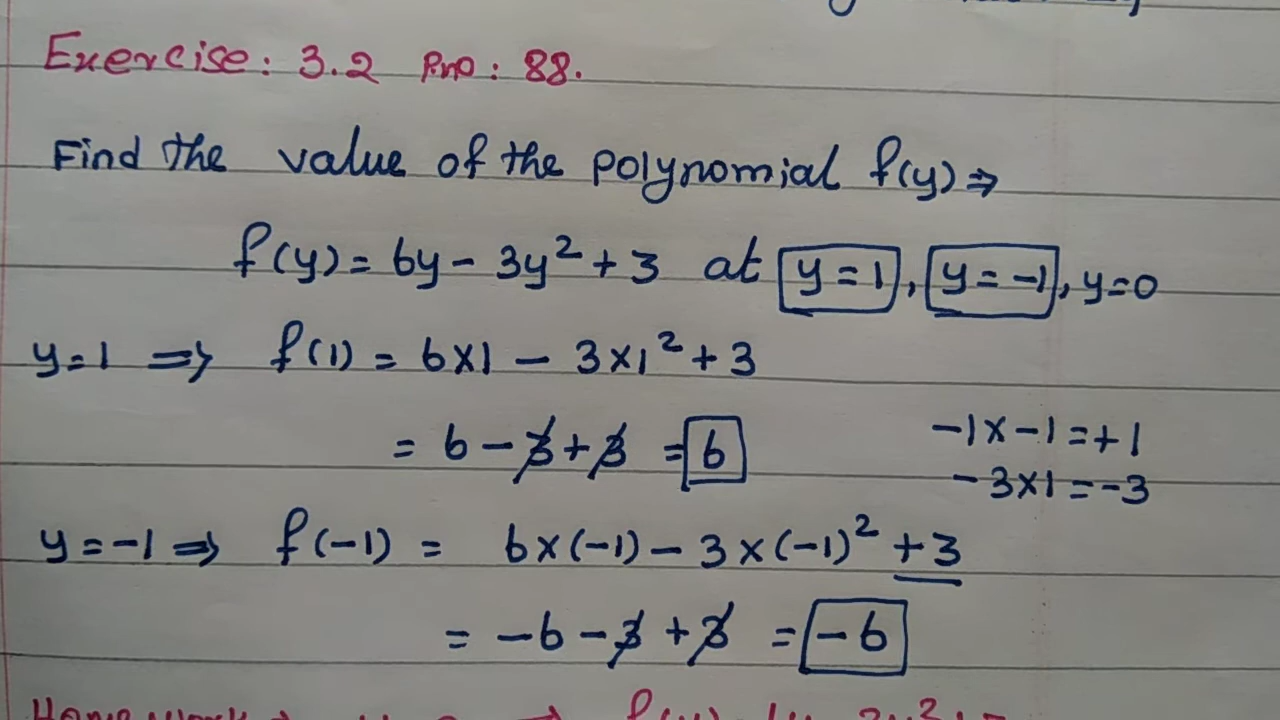 Exercise: 3.2 Pno: 88.
Find the value of the polynomial f(y) ⇒
f(y) = 6y - 3y² + 3 at y = 1, y = -1, y=0
y=1 ⇒ f(1) = 6×1 - 3×1² + 3
= 6 - 3 + 3 = 6
-1 × -1 = +1
-3×1 = -3
y = -1 ⇒ f(-1) = 6×(-1) - 3×(-1)² + 3
= -6 - 3 + 3 = -6